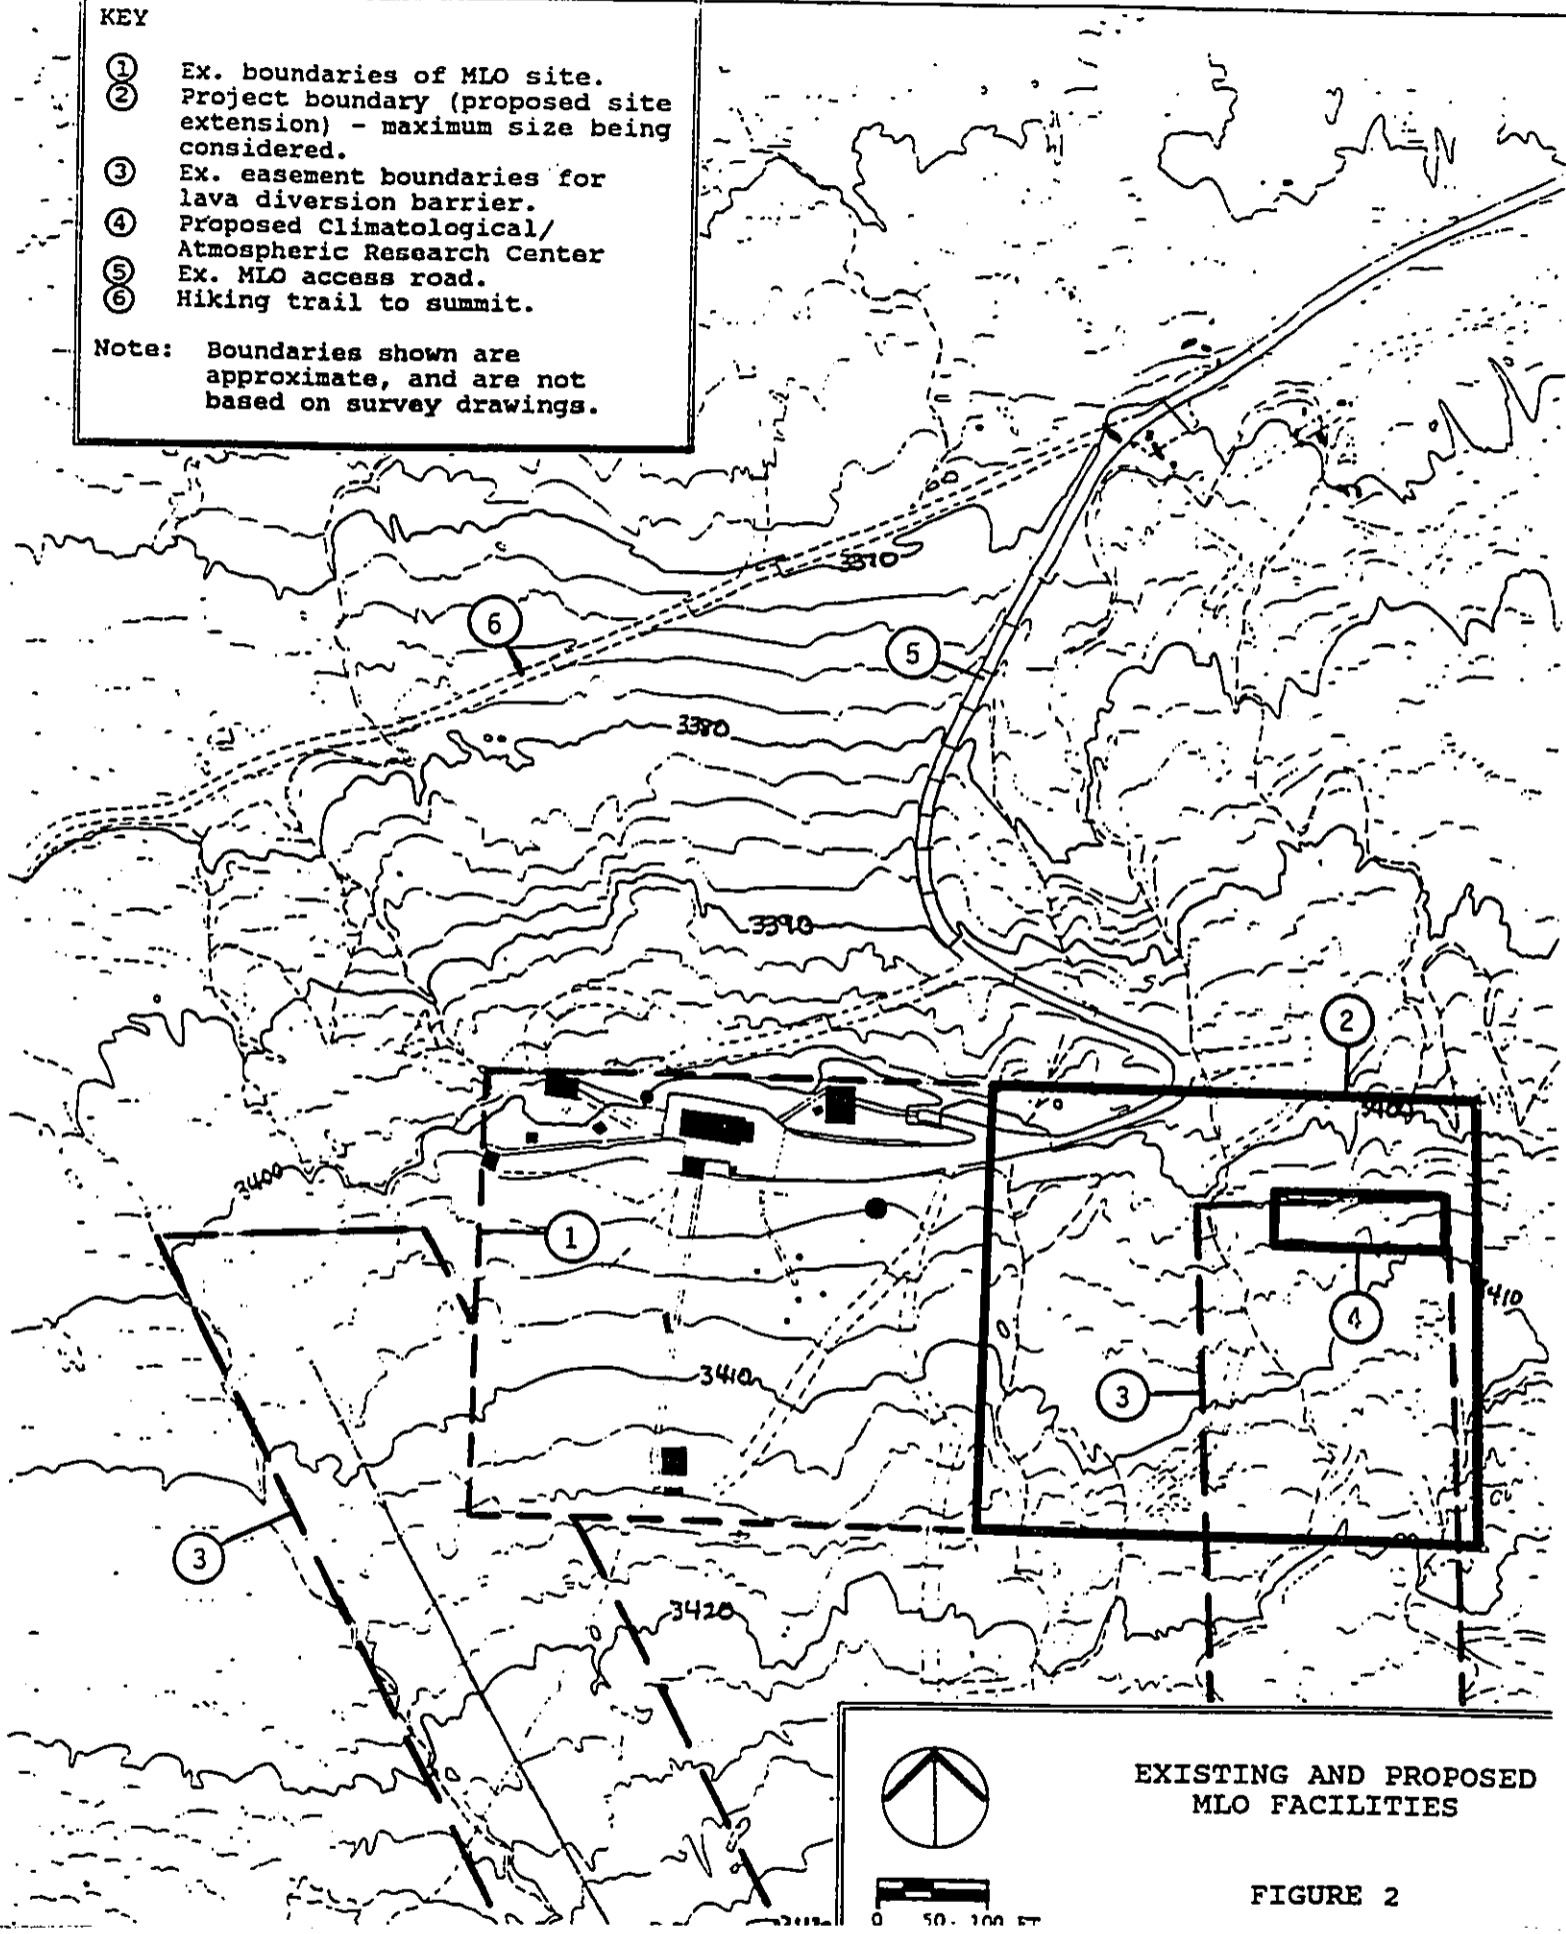 KEY
① Ex. boundaries of MLO site.
② Project boundary (proposed site
extension) - maximum size being
considered.
③ Ex. easement boundaries for
lava diversion barrier.
④ Proposed Climatological/
Atmospheric Research Center
⑤ Ex. MLO access road.
⑥ Hiking trail to summit.
Note: Boundaries shown are
approximate, and are not
based on survey drawings.
3370
6
5
3380
3390
2
3400
3400
1
3410
4
3410
3
3
3420
EXISTING AND PROPOSED
MLO FACILITIES
FIGURE 2
0 50 100 FT